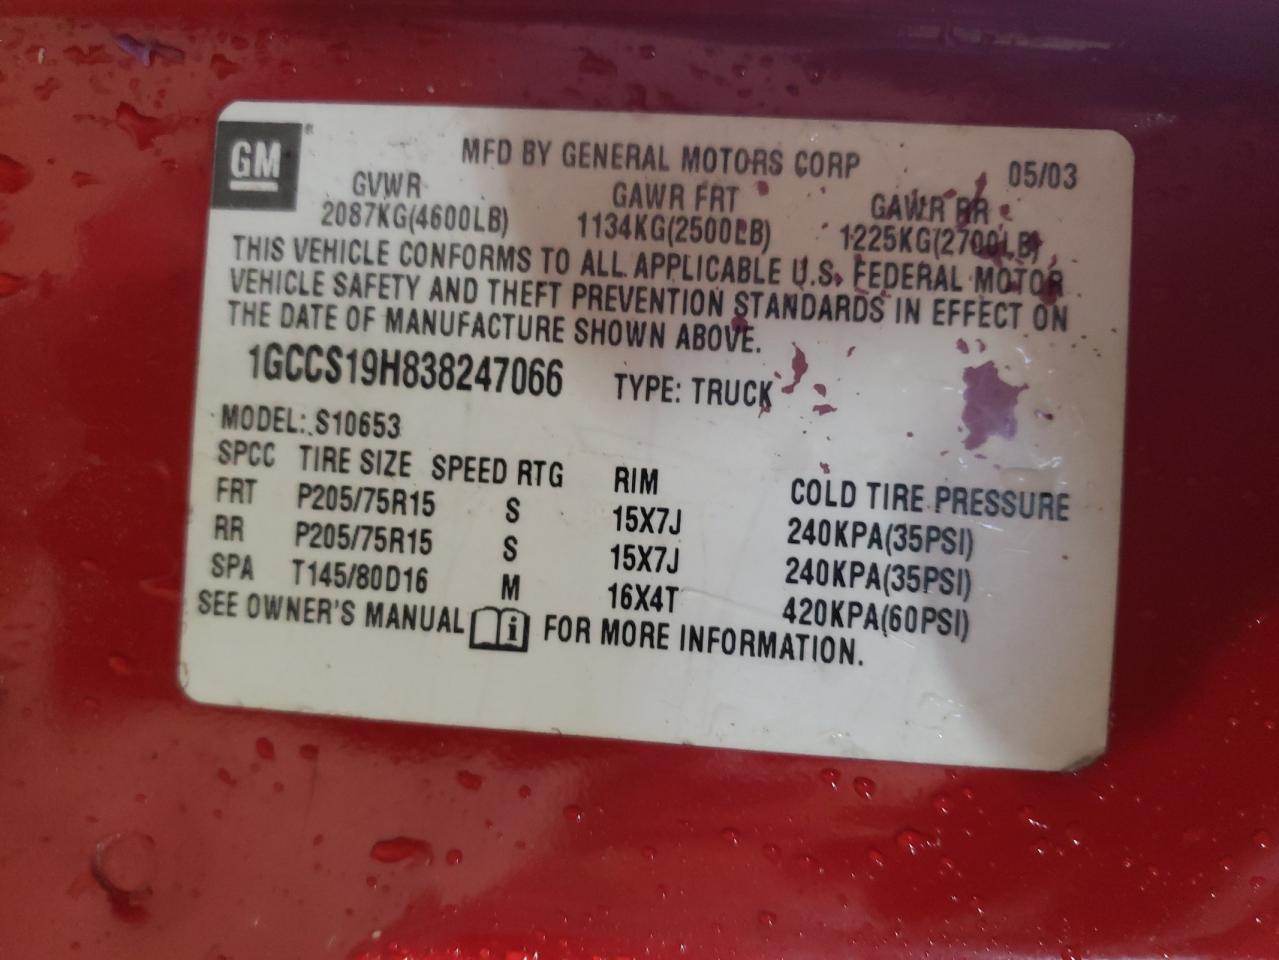 GM
MFD BY GENERAL MOTORS CORP 05/03
GVWR GAWR FRT GAWR RR
2087KG(4600LB) 1134KG(2500LB) 1225KG(2700LB)
THIS VEHICLE CONFORMS TO ALL APPLICABLE U.S. FEDERAL MOTOR
VEHICLE SAFETY AND THEFT PREVENTION STANDARDS IN EFFECT ON
THE DATE OF MANUFACTURE SHOWN ABOVE.
1GCCS19H838247066 TYPE: TRUCK
MODEL: S10653
SPCC TIRE SIZE SPEED RTG RIM COLD TIRE PRESSURE
FRT P205/75R15 S 15X7J 240KPA(35PSI)
RR P205/75R15 S 15X7J 240KPA(35PSI)
SPA T145/80D16 M 16X4T 420KPA(60PSI)
SEE OWNER'S MANUAL i FOR MORE INFORMATION.